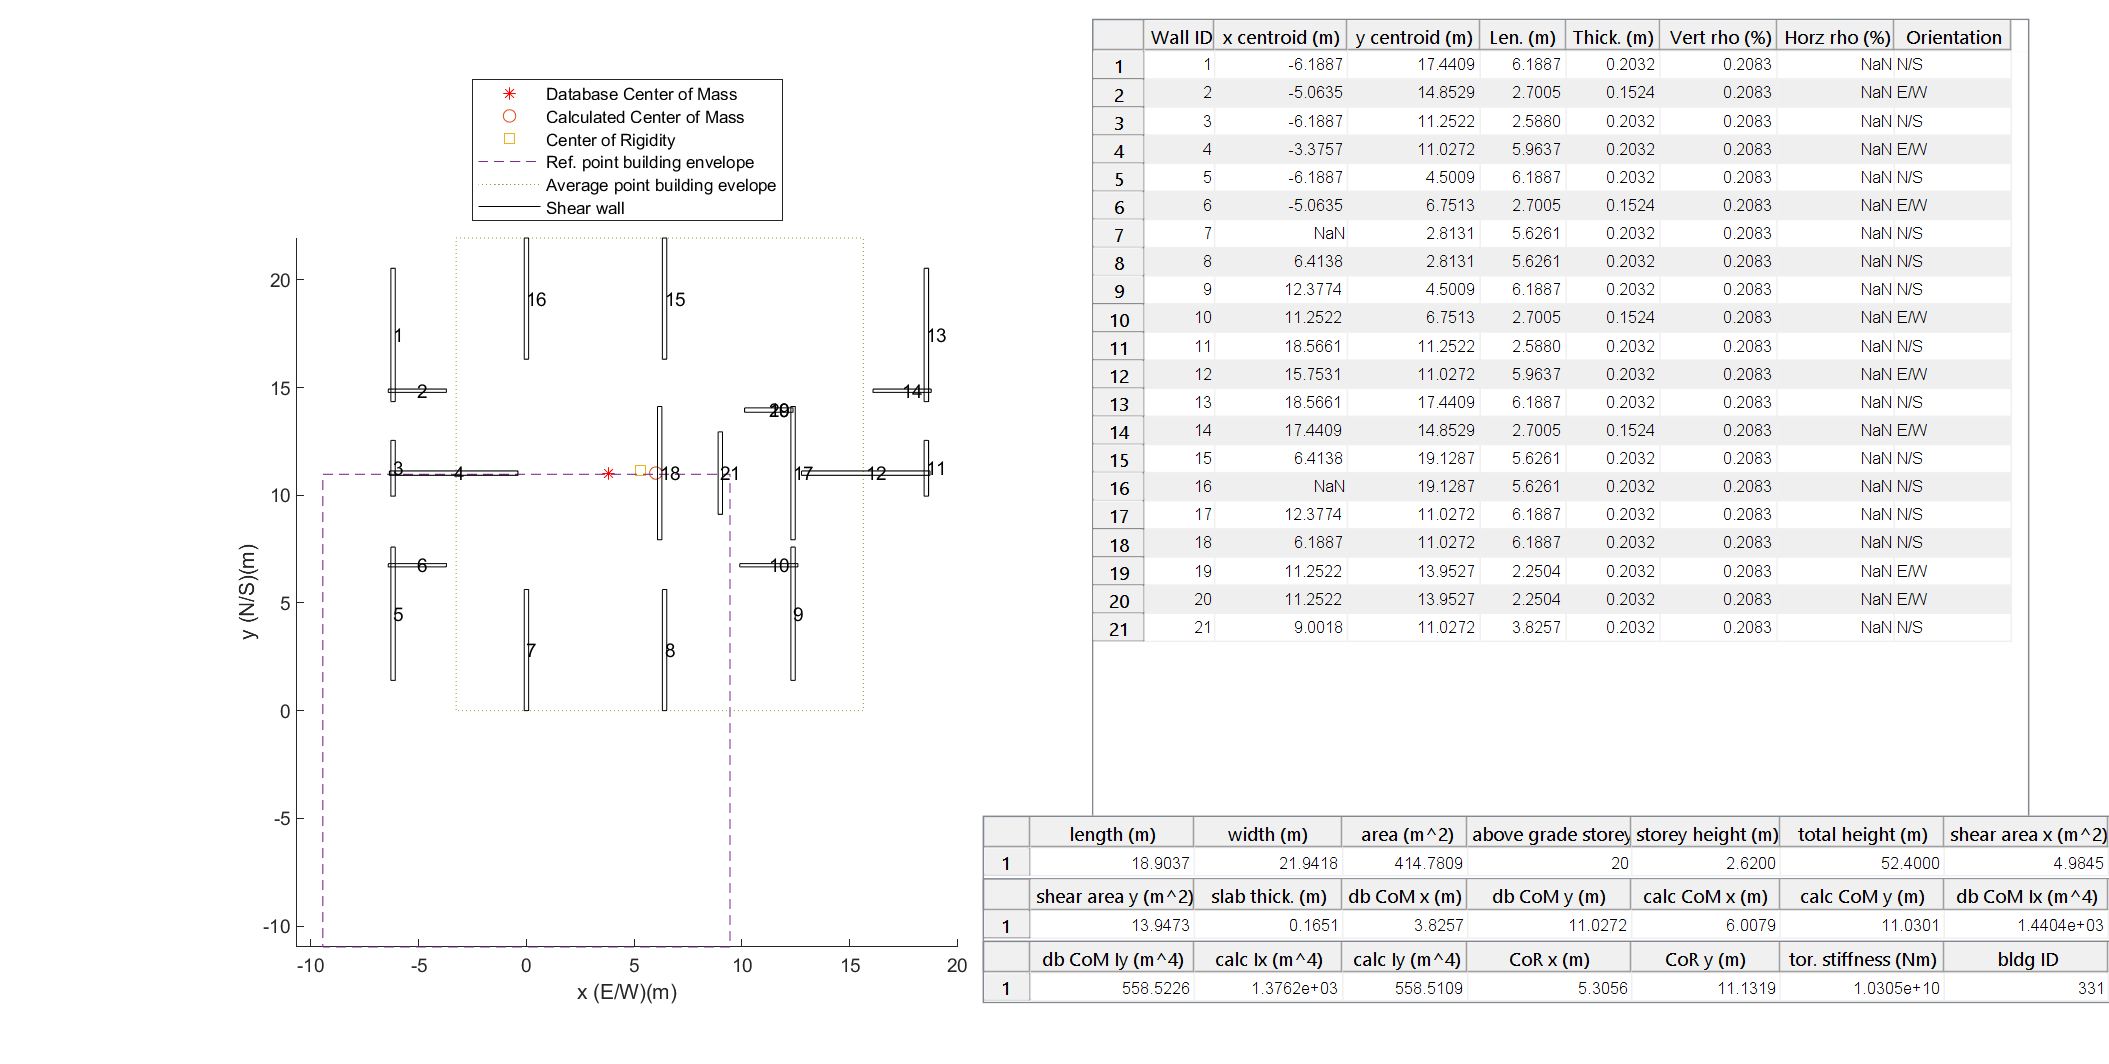 Database Center of Mass
Calculated Center of Mass
Center of Rigidity
Ref. point building envelope
Average point building evelope
Shear wall
y (N/S)(m)
20
15
10
5
0
-5
-10
-10 -5 0 5 10 15 20
x (E/W)(m)
16 15
1 13
2 14
3 4 18 21 17 12 11
6 10
5 9
7 8
Wall ID x centroid (m) y centroid (m) Len. (m) Thick. (m) Vert rho (%) Horz rho (%) Orientation
1 1 -6.1887 17.4409 6.1887 0.2032 0.2083 NaN N/S
2 2 -5.0635 14.8529 2.7005 0.1524 0.2083 NaN E/W
3 3 -6.1887 11.2522 2.5880 0.2032 0.2083 NaN N/S
4 4 -3.3757 11.0272 5.9637 0.2032 0.2083 NaN E/W
5 5 -6.1887 4.5009 6.1887 0.2032 0.2083 NaN N/S
6 6 -5.0635 6.7513 2.7005 0.1524 0.2083 NaN E/W
7 7 NaN 2.8131 5.6261 0.2032 0.2083 NaN N/S
8 8 6.4138 2.8131 5.6261 0.2032 0.2083 NaN N/S
9 9 12.3774 4.5009 6.1887 0.2032 0.2083 NaN N/S
10 10 11.2522 6.7513 2.7005 0.1524 0.2083 NaN E/W
11 11 18.5661 11.2522 2.5880 0.2032 0.2083 NaN N/S
12 12 15.7531 11.0272 5.9637 0.2032 0.2083 NaN E/W
13 13 18.5661 17.4409 6.1887 0.2032 0.2083 NaN N/S
14 14 17.4409 14.8529 2.7005 0.1524 0.2083 NaN E/W
15 15 6.4138 19.1287 5.6261 0.2032 0.2083 NaN N/S
16 16 NaN 19.1287 5.6261 0.2032 0.2083 NaN N/S
17 17 12.3774 11.0272 6.1887 0.2032 0.2083 NaN N/S
18 18 6.1887 11.0272 6.1887 0.2032 0.2083 NaN N/S
19 19 11.2522 13.9527 2.2504 0.2032 0.2083 NaN E/W
20 20 11.2522 13.9527 2.2504 0.2032 0.2083 NaN E/W
21 21 9.0018 11.0272 3.8257 0.2032 0.2083 NaN N/S
length (m) width (m) area (m^2) above grade storey storey height (m) total height (m) shear area x (m^2)
1 18.9037 21.9418 414.7809 20 2.6200 52.4000 4.9845
shear area y (m^2) slab thick. (m) db CoM x (m) db CoM y (m) calc CoM x (m) calc CoM y (m) db CoM Ix (m^4)
1 13.9473 0.1651 3.8257 11.0272 6.0079 11.0301 1.4404e+03
db CoM Iy (m^4) calc Ix (m^4) calc Iy (m^4) CoR x (m) CoR y (m) tor. stiffness (Nm) bldg ID
1 558.5226 1.3762e+03 558.5109 5.3056 11.1319 1.0305e+10 331